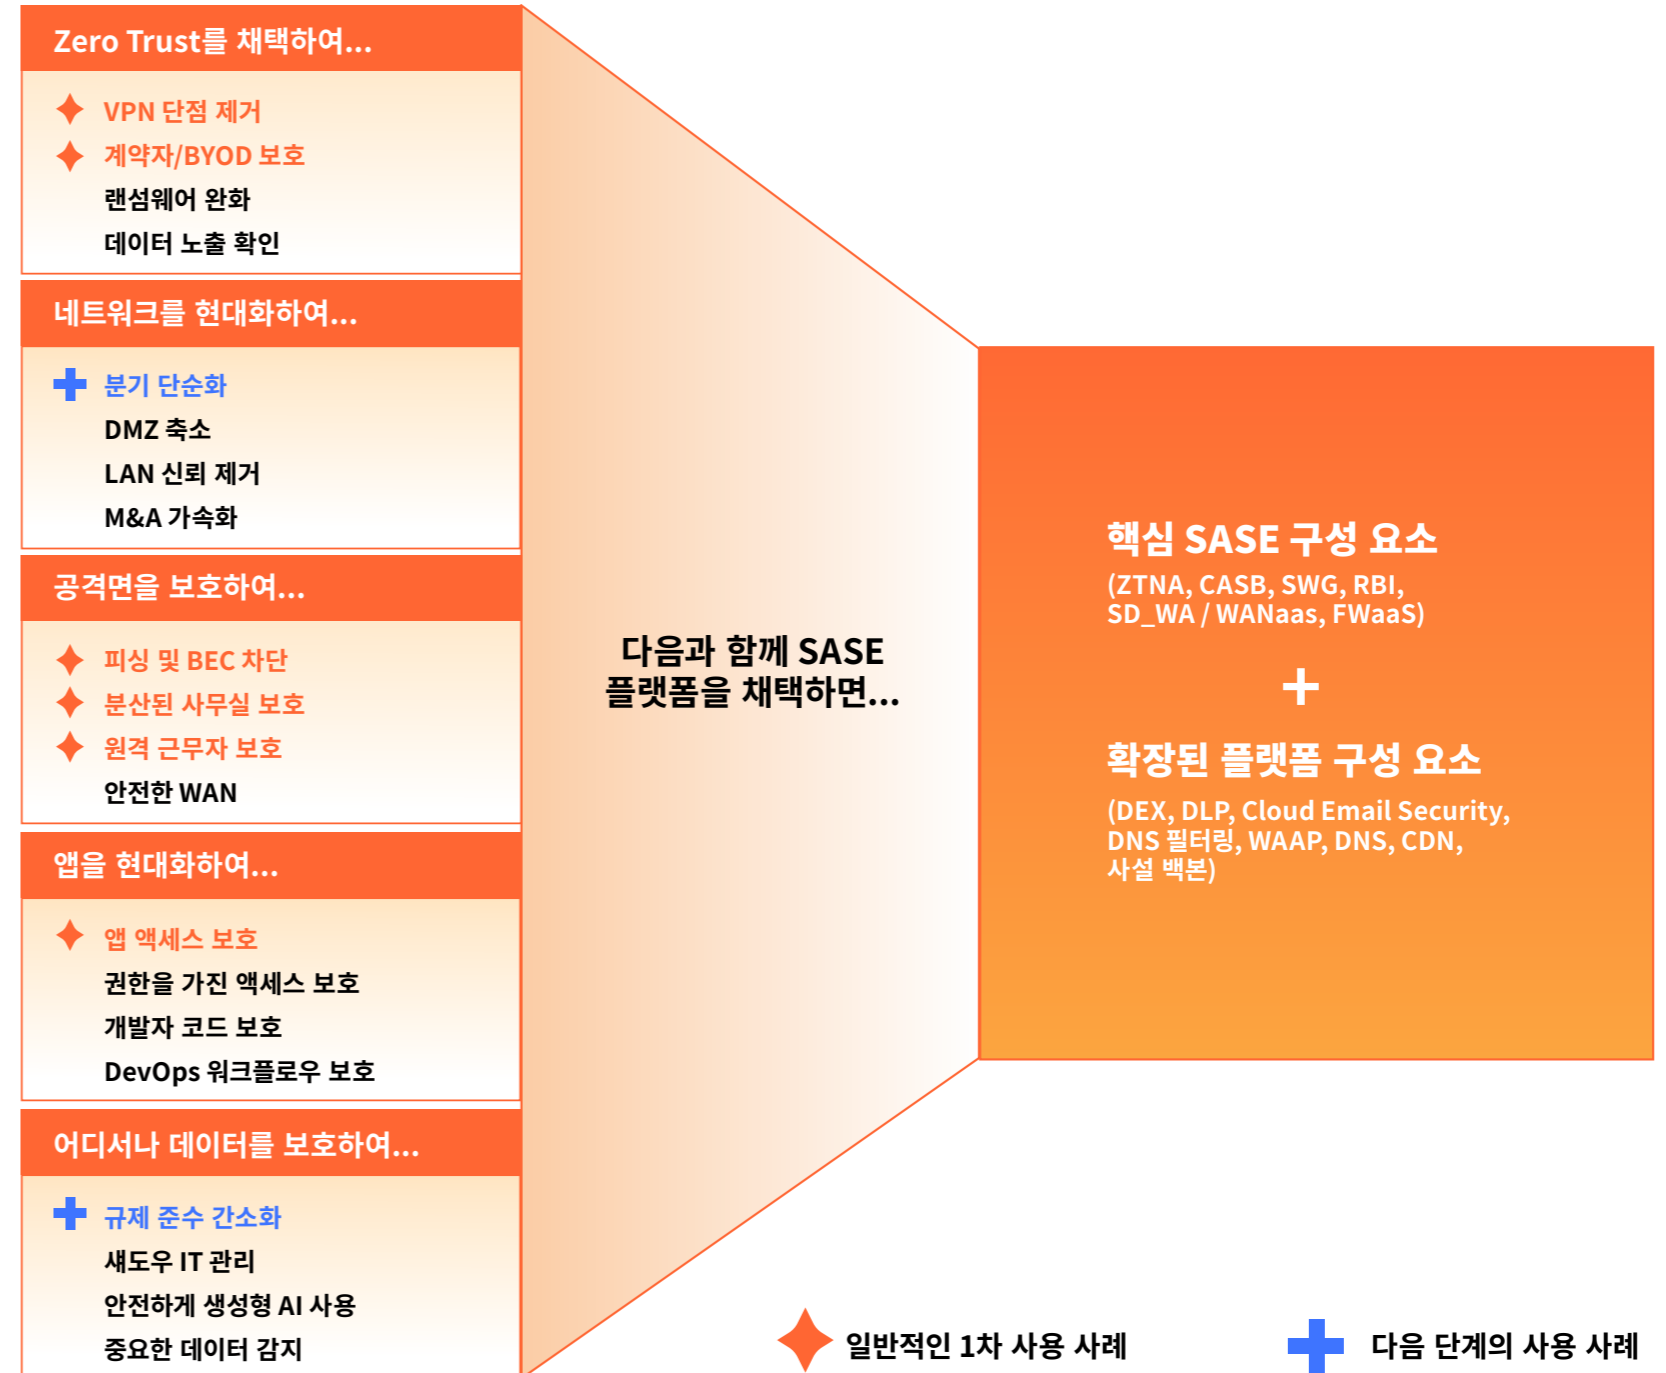 Zero Trust를 채택하여...
VPN 단점 제거
계약자/BYOD 보호
랜섬웨어 완화
데이터 노출 확인
네트워크를 현대화하여...
분기 단순화
DMZ 축소
LAN 신뢰 제거
M&A 가속화
공격면을 보호하여...
피싱 및 BEC 차단
분산된 사무실 보호
원격 근무자 보호
안전한 WAN
앱을 현대화하여...
앱 액세스 보호
권한을 가진 액세스 보호
개발자 코드 보호
DevOps 워크플로우 보호
어디서나 데이터를 보호하여...
규제 준수 간소화
섀도우 IT 관리
안전하게 생성형 AI 사용
중요한 데이터 감지
다음과 함께 SASE
플랫폼을 채택하면...
핵심 SASE 구성 요소
(ZTNA, CASB, SWG, RBI,
SD_WA / WANaas, FWaaS)
+
확장된 플랫폼 구성 요소
(DEX, DLP, Cloud Email Security,
DNS 필터링, WAAP, DNS, CDN,
사설 백본)
일반적인 1차 사용 사례
다음 단계의 사용 사례